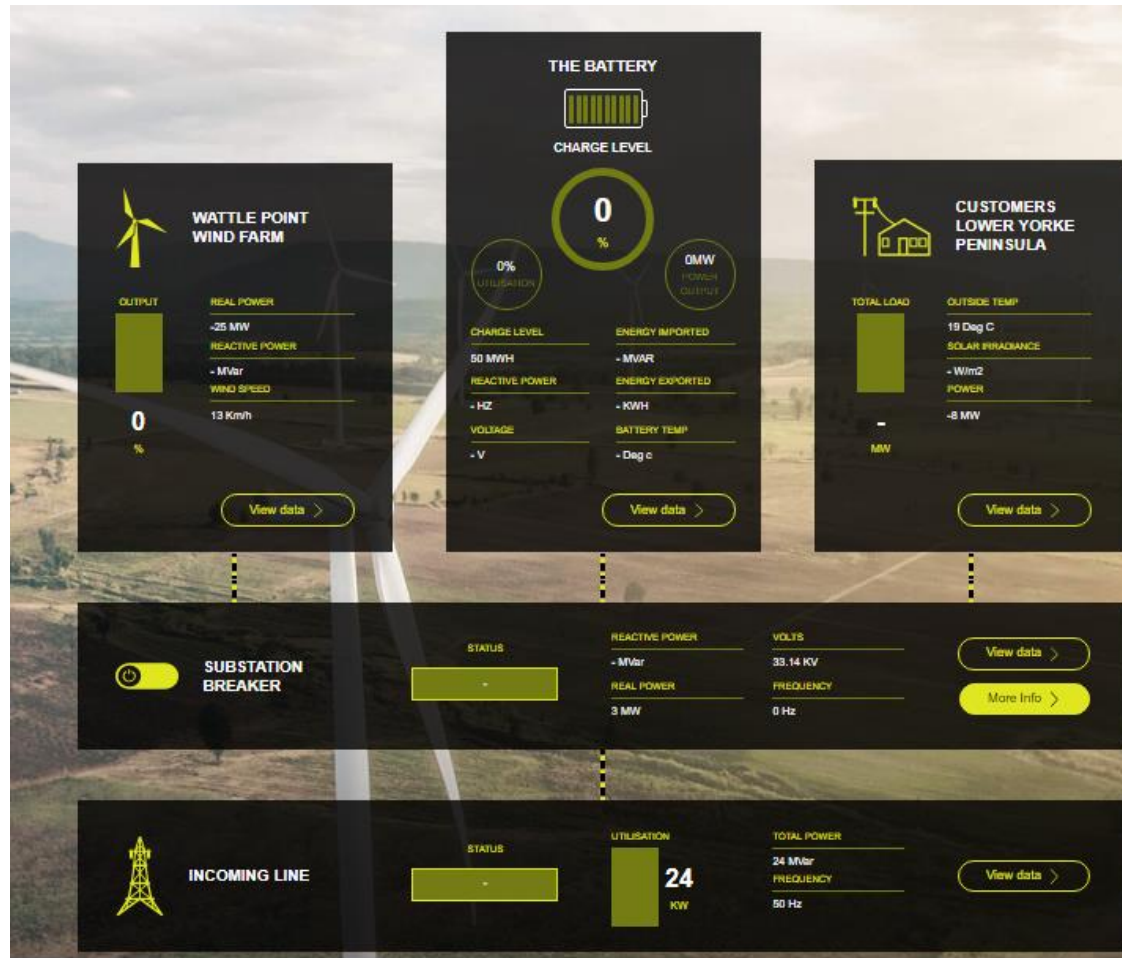 THE BATTERY
CHARGE LEVEL
0
%
0%
UTILISATION
0MW
POWER
OUTPUT
CHARGE LEVEL
50 MWH
REACTIVE POWER
- HZ
VOLTAGE
- V
ENERGY IMPORTED
- MVAR
ENERGY EXPORTED
- KWH
BATTERY TEMP
- Deg c
View data
WATTLE POINT
WIND FARM
OUTPUT
0
%
REAL POWER
-25 MW
REACTIVE POWER
- MVar
WIND SPEED
13 Km/h
View data
CUSTOMERS
LOWER YORKE
PENINSULA
TOTAL LOAD
-
MW
OUTSIDE TEMP
19 Deg C
SOLAR IRRADIANCE
- W/m2
POWER
-8 MW
View data
SUBSTATION
BREAKER
STATUS
-
REACTIVE POWER
- MVar
REAL POWER
3 MW
VOLTS
33.14 KV
FREQUENCY
0 Hz
View data
More Info
INCOMING LINE
STATUS
-
UTILISATION
24
KW
TOTAL POWER
24 MVar
FREQUENCY
50 Hz
View data